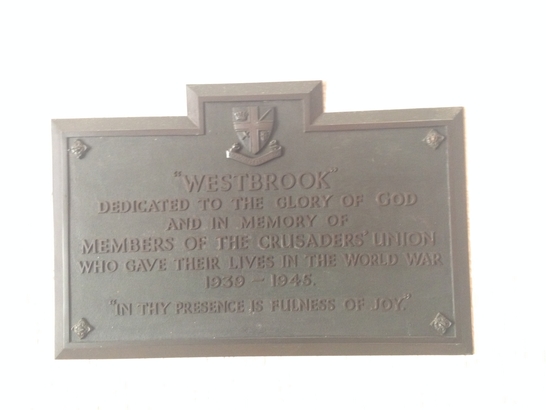 "WESTBROOK"
DEDICATED TO THE GLORY OF GOD
AND IN MEMORY OF
MEMBERS OF THE CRUSADERS' UNION
WHO GAVE THEIR LIVES IN THE WORLD WAR
1939 - 1945.
"IN THY PRESENCE IS FULNESS OF JOY."